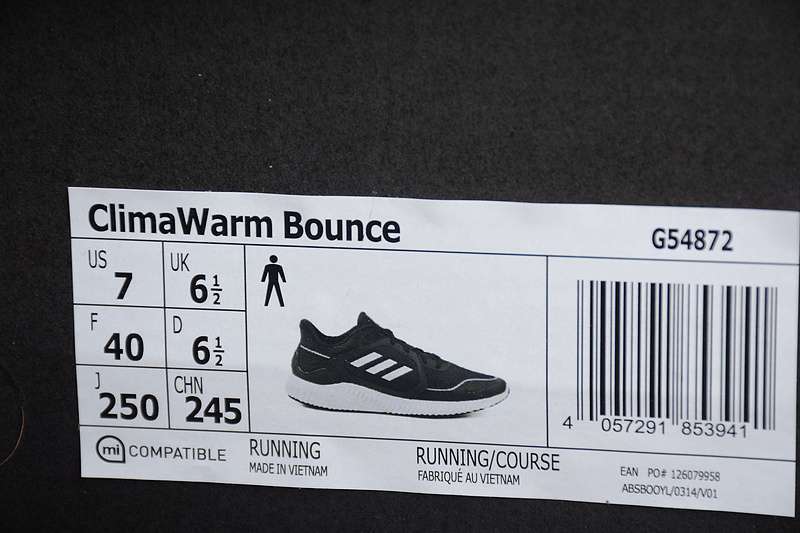 ClimaWarm Bounce
G54872
US 7
UK 6 1/2
F 40
D 6 1/2
J 250
CHN 245
mi COMPATIBLE
RUNNING
MADE IN VIETNAM
RUNNING/COURSE
FABRIQUÉ AU VIETNAM
4 057291 853941
EAN PO# 126079958
ABSBOOYL/0314/V01